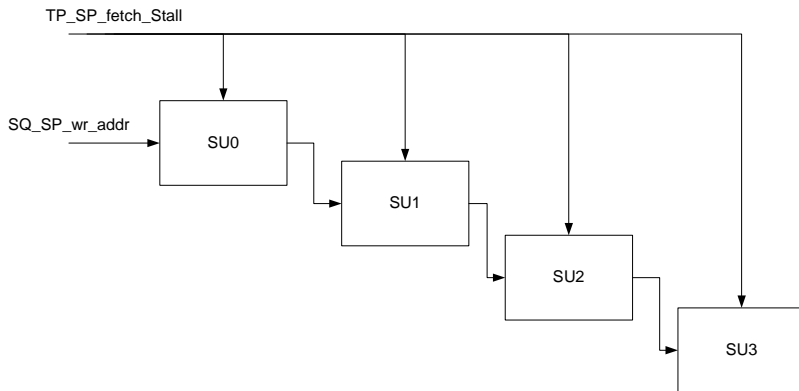 TP_SP_fetch_Stall
SQ_SP_wr_addr
SU0
SU1
SU2
SU3